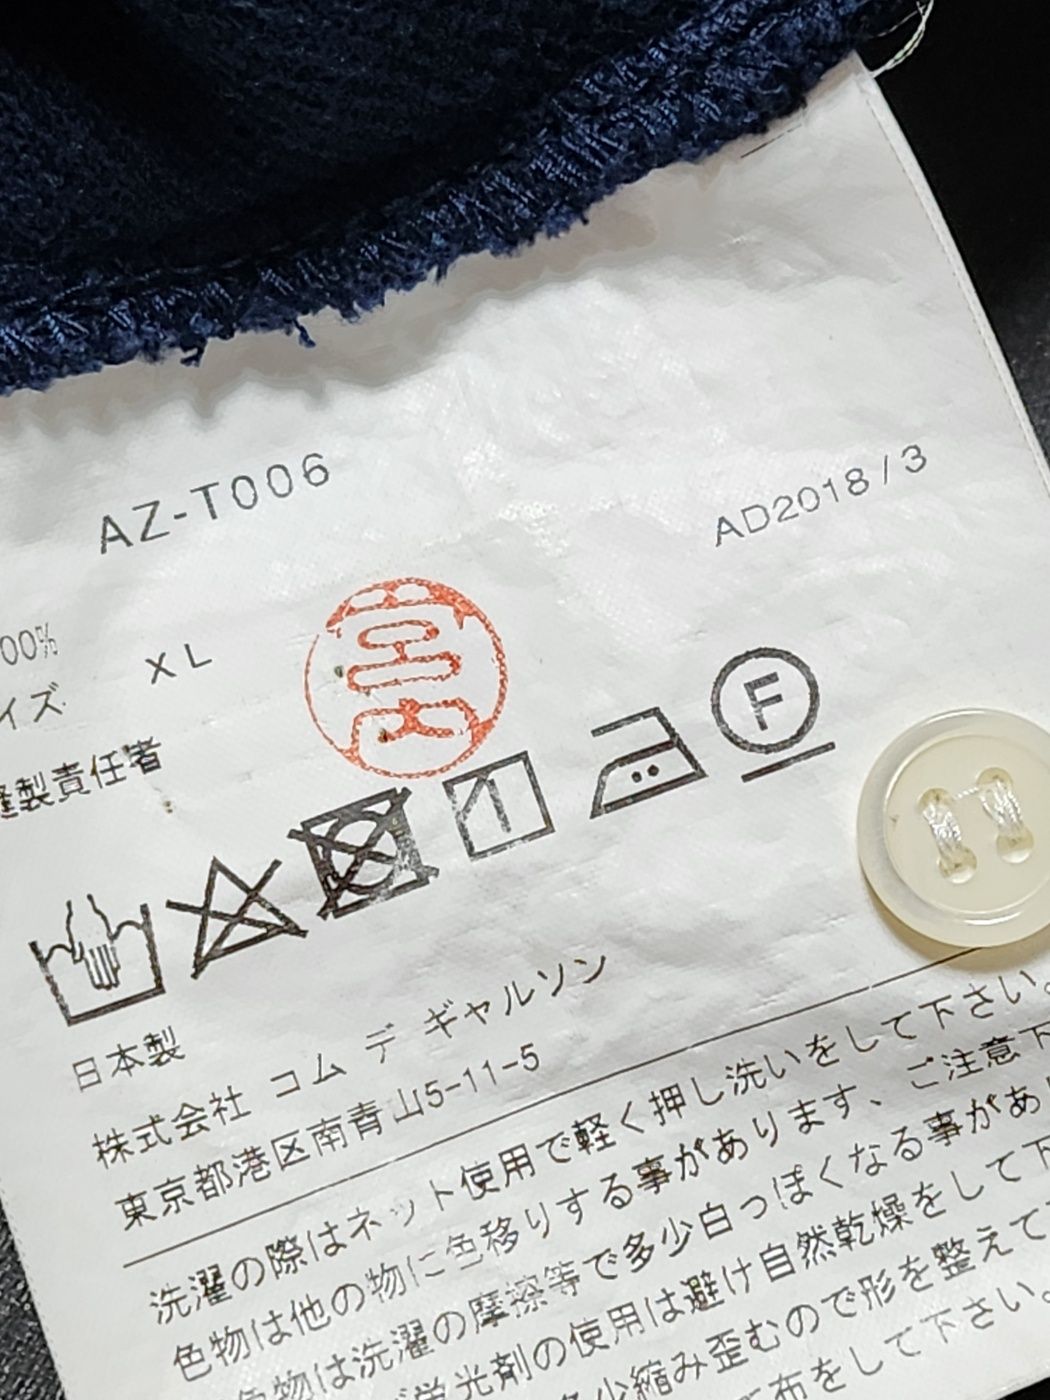 AZ-T006
AD2018/3
00%
イズ XL
宮内
縫製責任者
F
日本製
株式会社 コム デ ギャルソン
東京都港区南青山5-11-5
洗濯の際はネット使用で軽く押し洗いをして下さい。
色物は他の物に色移りする事があります、ご注意下
色物は洗濯の摩擦等で多少白っぽくなる事があ
蛍光剤の使用は避け自然乾燥をして下
多少縮み歪むので形を整えて
布をして下さい。